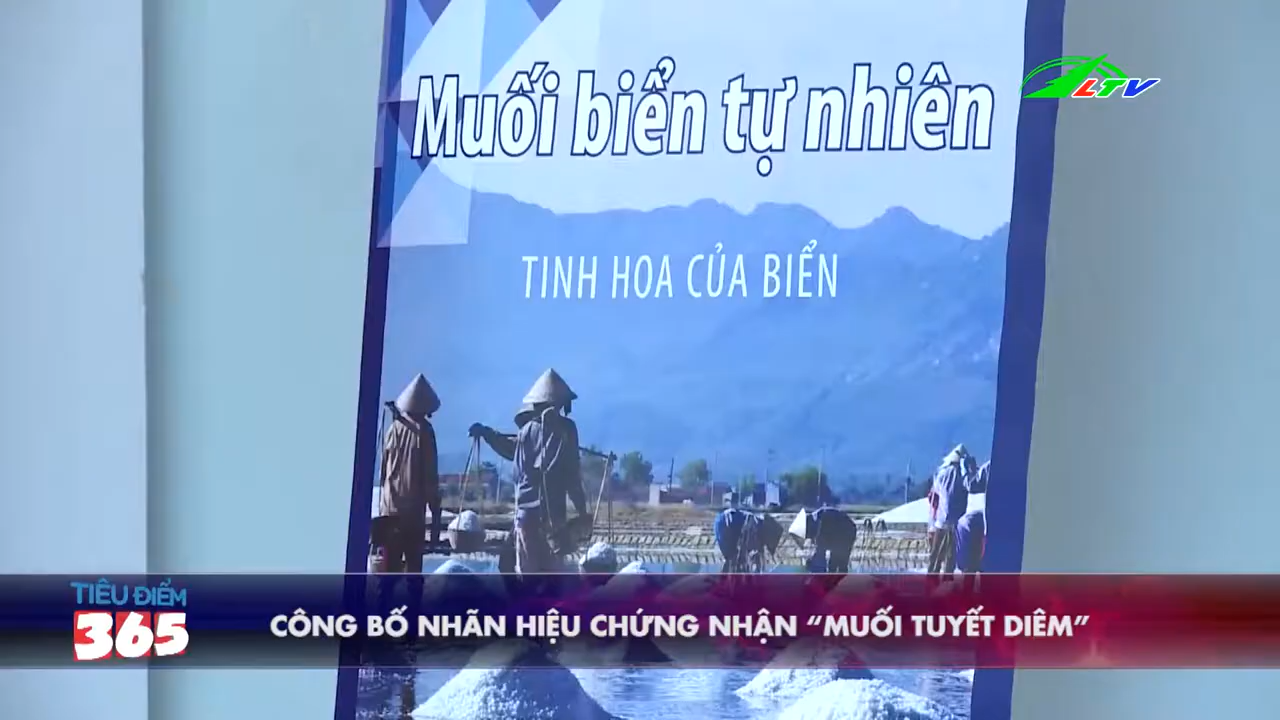 Muối biển tự nhiên
LTV
TINH HOA CỦA BIỂN
TIÊU ĐIỂM
365
CÔNG BỐ NHÃN HIỆU CHỨNG NHẬN “MUỐI TUYẾT DIÊM”